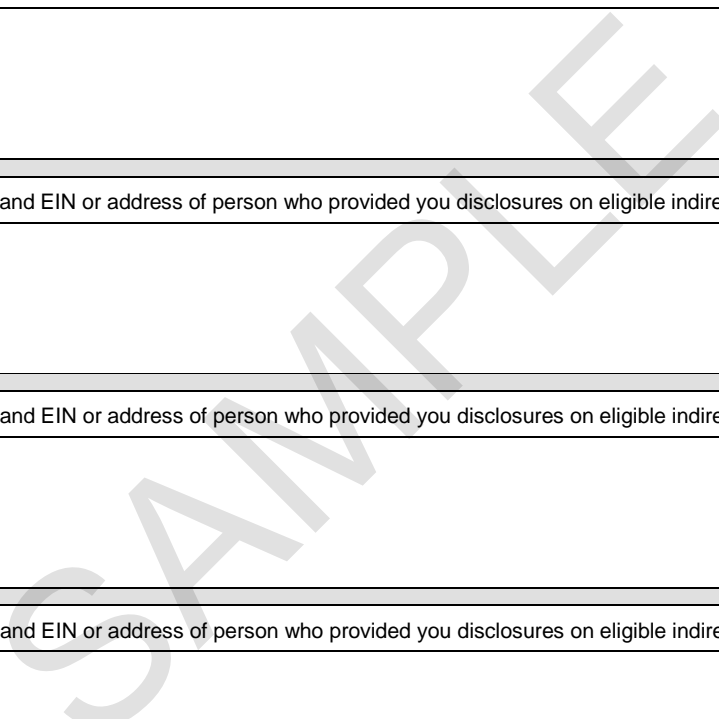 and EIN or address of person who provided you disclosures on eligible indire
and EIN or address of person who provided you disclosures on eligible indire
and EIN or address of person who provided you disclosures on eligible indire
SAMPLE